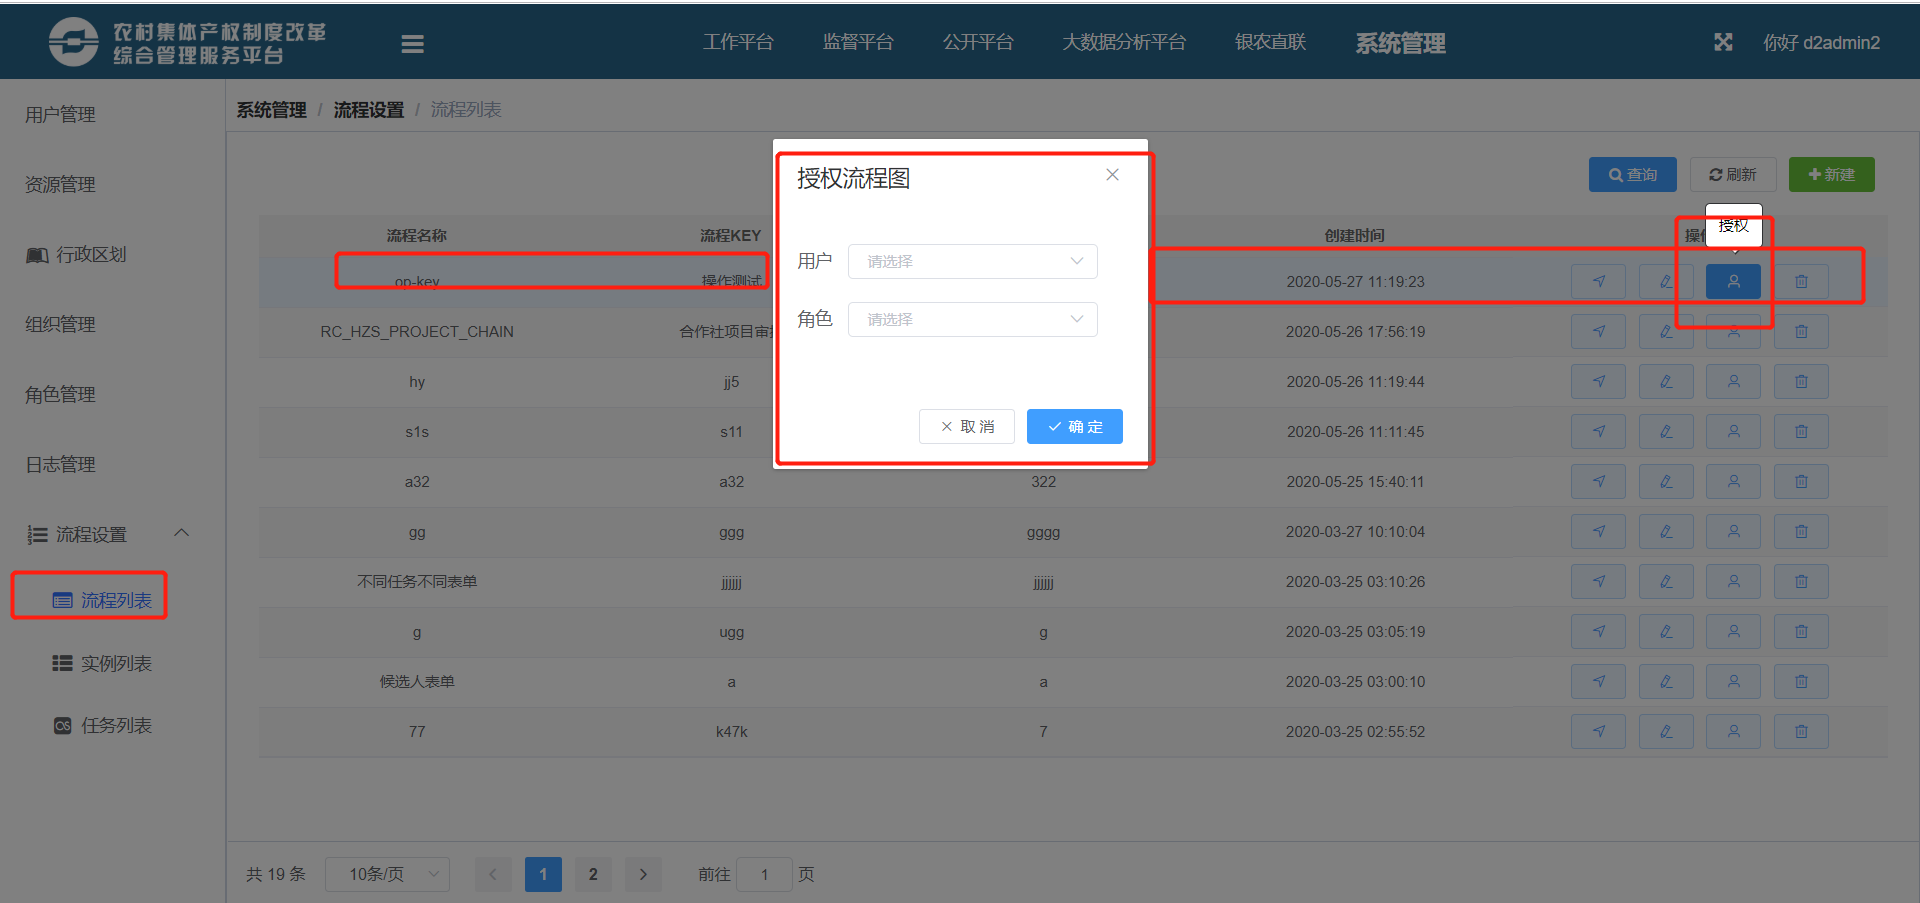 农村集体产权制度改革
综合管理服务平台
工作平台 监督平台 公开平台 大数据分析平台 银农直联 系统管理 你好 d2admin2
用户管理
资源管理
行政区划
组织管理
角色管理
日志管理
流程设置
流程列表
实例列表
任务列表
系统管理 / 流程设置 / 流程列表
查询 刷新 新建
授权
授权流程图
用户 请选择
角色 请选择
取 消 确 定
流程名称 流程KEY 创建时间 操
op-key 操作测试 2020-05-27 11:19:23
RC_HZS_PROJECT_CHAIN 合作社项目审 2020-05-26 17:56:19
hy jj5 2020-05-26 11:19:44
s1s s11 2020-05-26 11:11:45
a32 a32 322 2020-05-25 15:40:11
gg ggg gggg 2020-03-27 10:10:04
不同任务不同表单 jjjjjj jjjjjj 2020-03-25 03:10:26
g ugg g 2020-03-25 03:05:19
候选人表单 a a 2020-03-25 03:00:10
77 k47k 7 2020-03-25 02:55:52
共 19 条 10条/页 1 2 前往 1 页